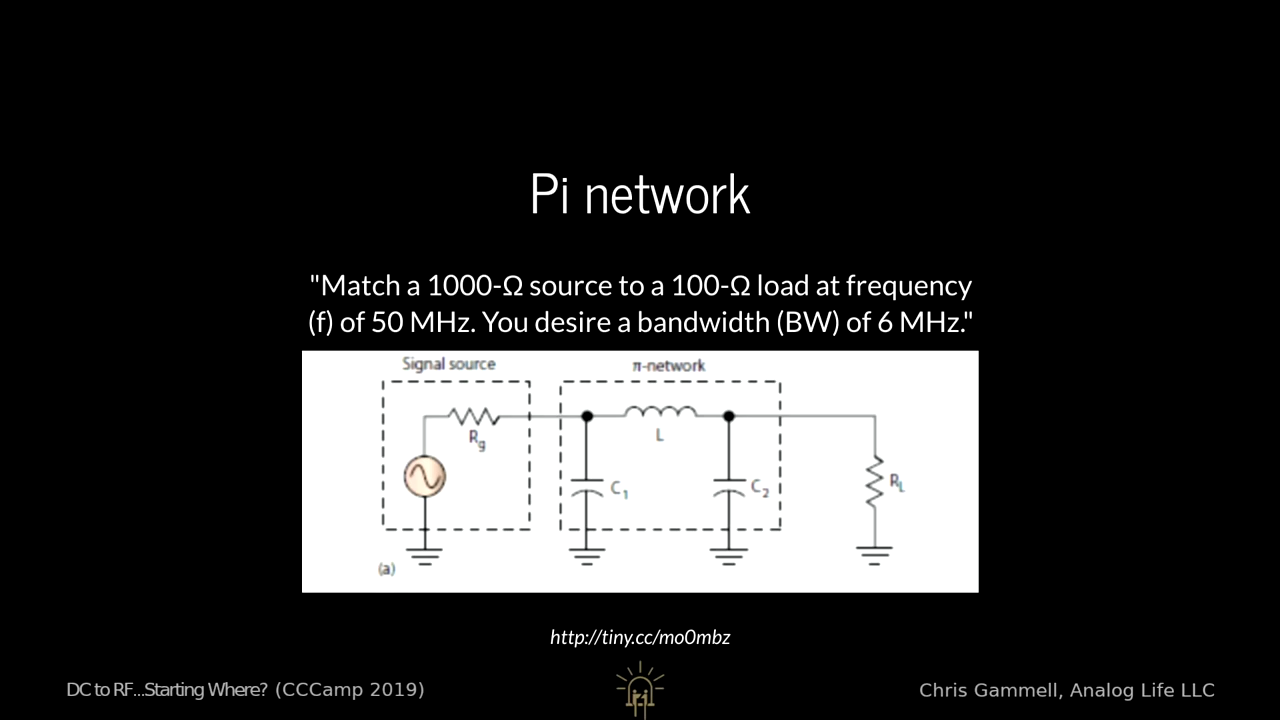 Pi network
"Match a 1000-Ω source to a 100-Ω load at frequency
(f) of 50 MHz. You desire a bandwidth (BW) of 6 MHz."
Signal source
π-network
Rg
L
C1
C2
RL
(a)
http://tiny.cc/mo0mbz
DC to RF...Starting Where? (CCCamp 2019)
Chris Gammell, Analog Life LLC